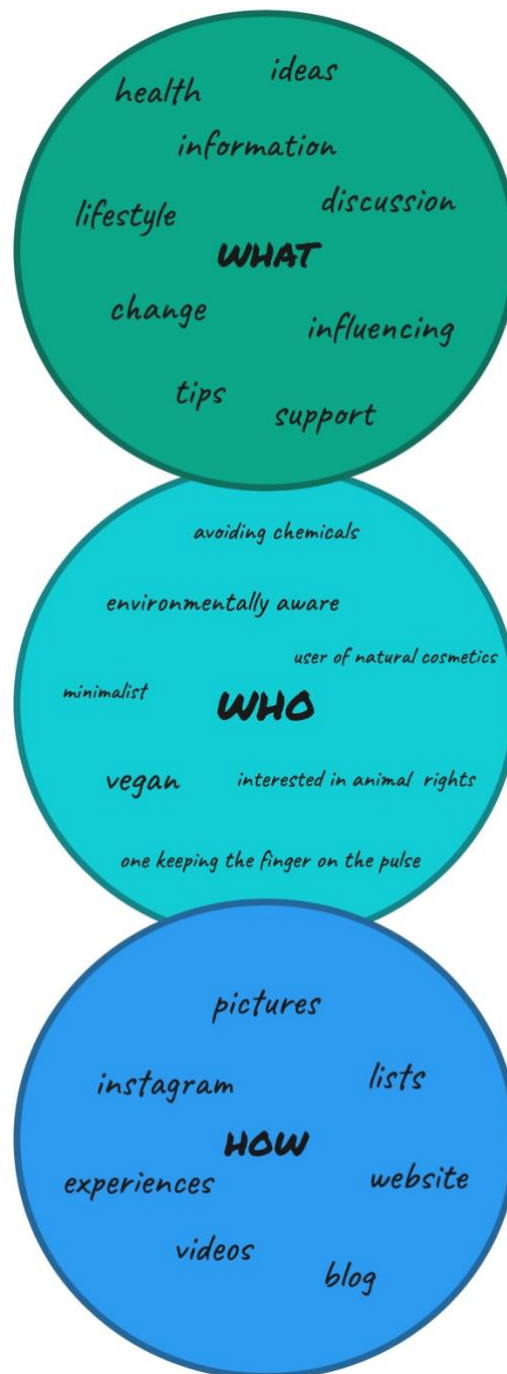 ideas
health
information
discussion
lifestyle
WHAT
change
influencing
tips
support
avoiding chemicals
environmentally aware
user of natural cosmetics
minimalist
WHO
vegan
interested in animal rights
one keeping the finger on the pulse
pictures
lists
instagram
HOW
experiences
website
videos
blog